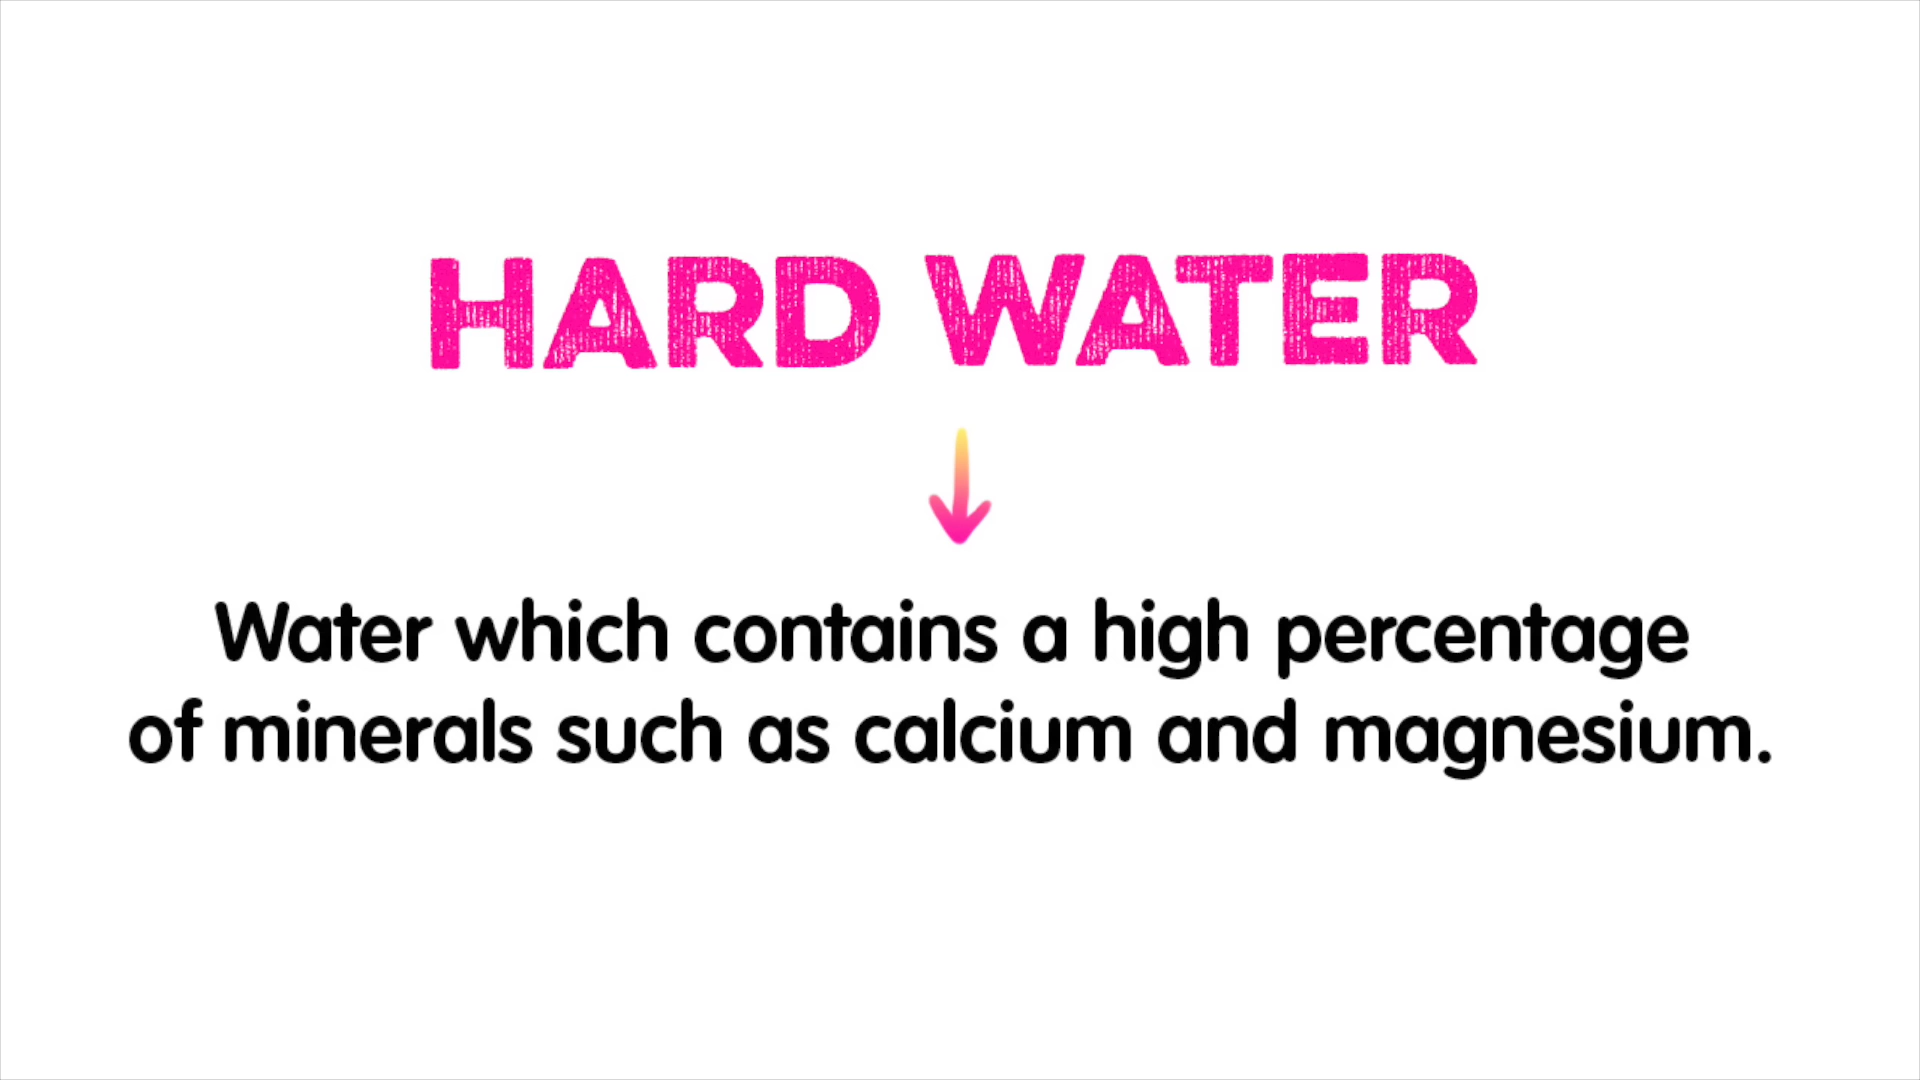 HARD WATER
Water which contains a high percentage
of minerals such as calcium and magnesium.